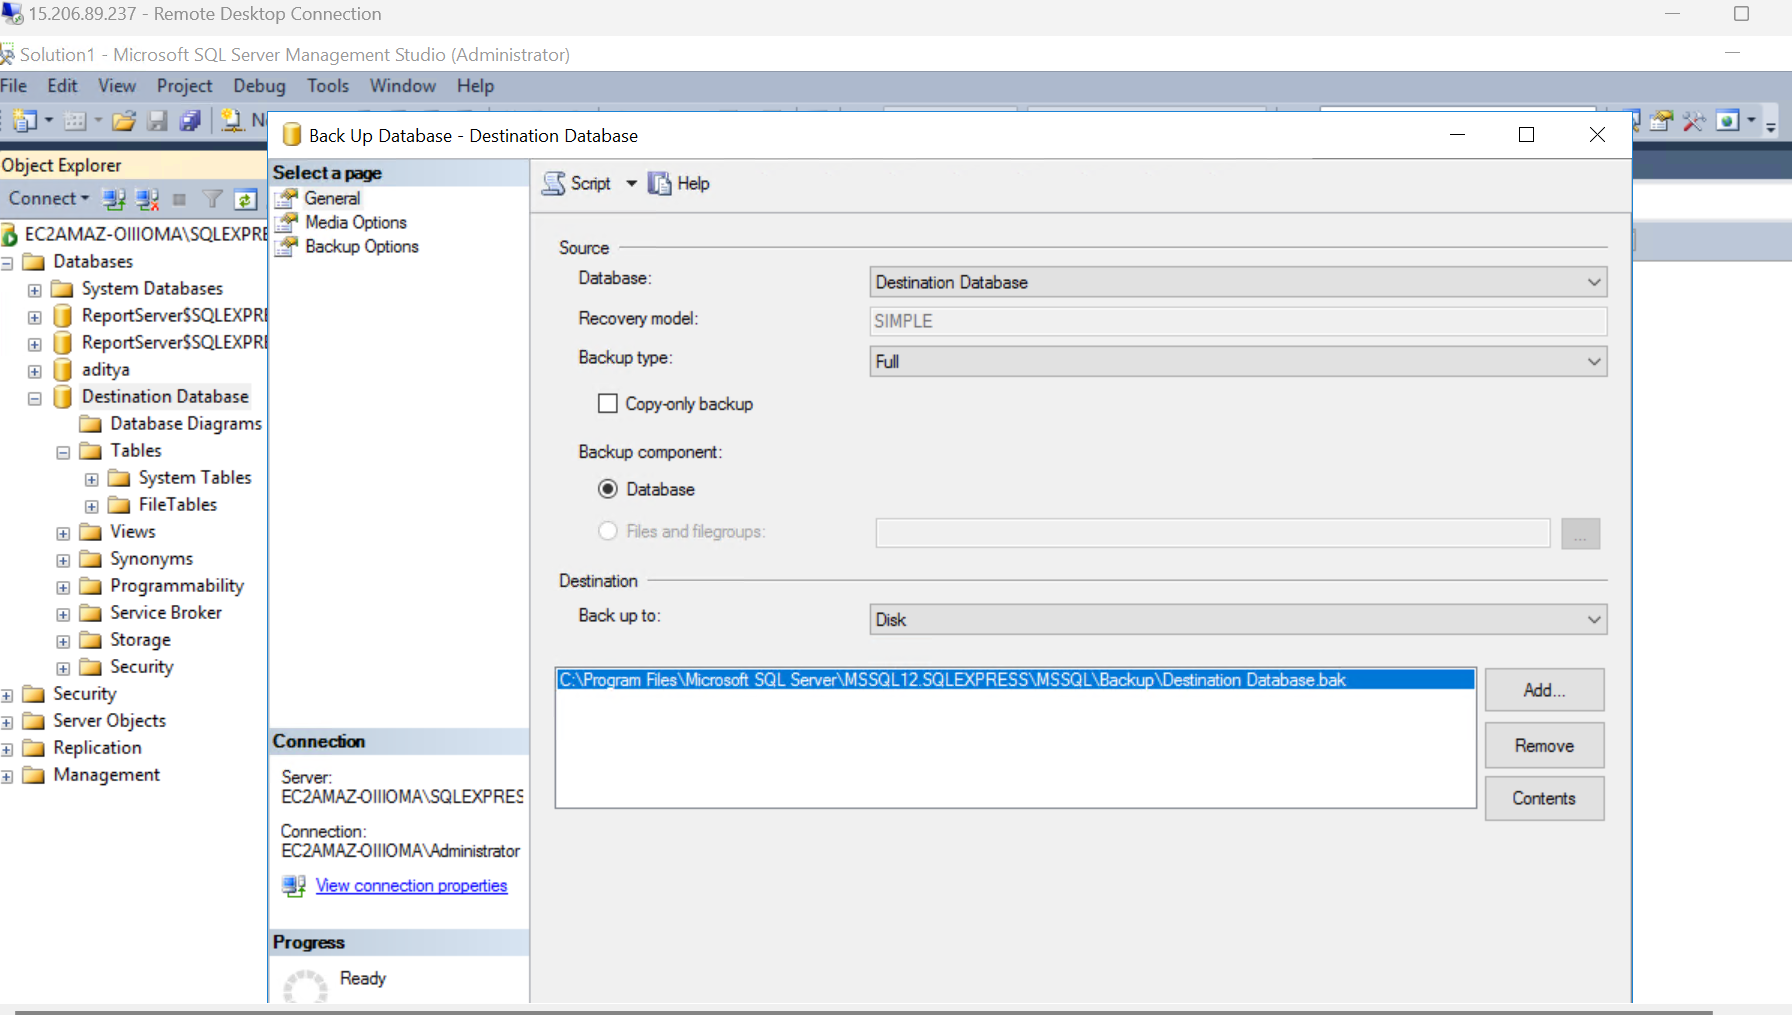 15.206.89.237 - Remote Desktop Connection
Solution1 - Microsoft SQL Server Management Studio (Administrator)
File Edit View Project Debug Tools Window Help
Back Up Database - Destination Database
Object Explorer
Connect
EC2AMAZ-OIIIOMA\SQLEXPRE
Databases
System Databases
ReportServer$SQLEXPRE
ReportServer$SQLEXPRE
aditya
Destination Database
Database Diagrams
Tables
System Tables
FileTables
Views
Synonyms
Programmability
Service Broker
Storage
Security
Security
Server Objects
Replication
Management
Select a page
General
Media Options
Backup Options
Connection
Server:
EC2AMAZ-OIIIOMA\SQLEXPRES
Connection:
EC2AMAZ-OIIIOMA\Administrator
View connection properties
Progress
Ready
Script Help
Source
Database: Destination Database
Recovery model: SIMPLE
Backup type: Full
Copy-only backup
Backup component:
Database
Files and filegroups: ...
Destination
Back up to: Disk
C:\Program Files\Microsoft SQL Server\MSSQL12.SQLEXPRESS\MSSQL\Backup\Destination Database.bak
Add...
Remove
Contents